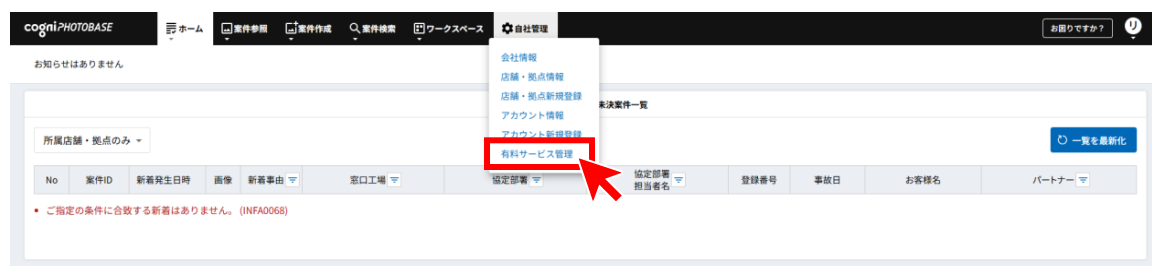 cogni PHOTOBASE ホーム 案件参照 案件作成 案件検索 ワークスペース 自社管理 お困りですか? リ
お知らせはありません
会社情報
店舗・拠点情報
店舗・拠点新規登録
アカウント情報
アカウント新規登録
有料サービス管理
未決案件一覧
所属店舗・拠点のみ 一覧を最新化
No 案件ID 新着発生日時 画像 新着事由 窓口工場 協定部署 協定部署 担当者名 登録番号 事故日 お客様名 パートナー
• ご指定の条件に合致する新着はありません。(INFA0068)